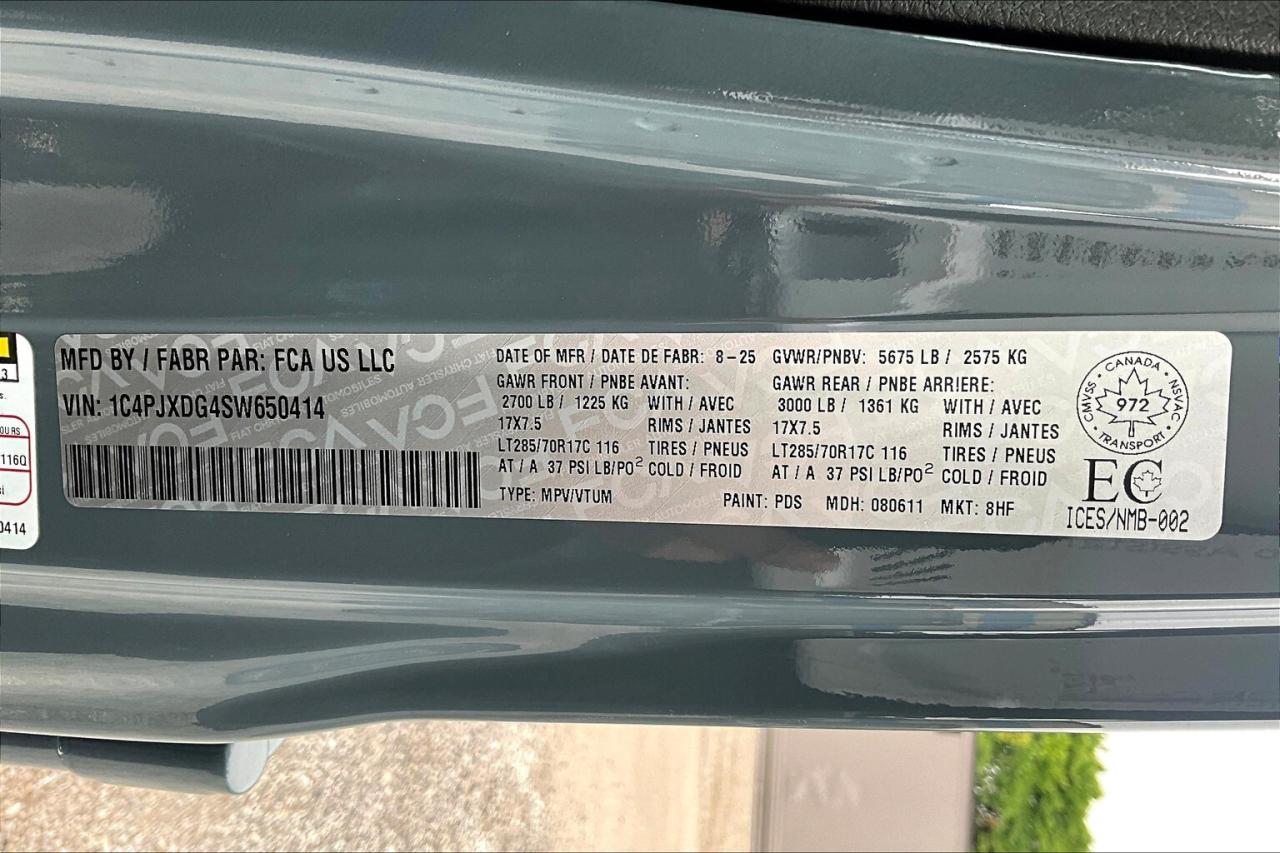 MFD BY / FABR PAR: FCA US LLC
VIN: 1C4PJXDG4SW650414
DATE OF MFR / DATE DE FABR: 8-25
GAWR FRONT / PNBE AVANT:
2700 LB / 1225 KG WITH / AVEC
17X7.5 RIMS / JANTES
LT285/70R17C 116 TIRES / PNEUS
AT / A 37 PSI LB/PO² COLD / FROID
TYPE: MPV/VTUM
GVWR/PNBV: 5675 LB / 2575 KG
GAWR REAR / PNBE ARRIERE:
3000 LB / 1361 KG WITH / AVEC
17X7.5 RIMS / JANTES
LT285/70R17C 116 TIRES / PNEUS
AT / A 37 PSI LB/PO² COLD / FROID
PAINT: PDS MDH: 080611 MKT: 8HF
CANADA
CMVSS 972 NSVAC
TRANSPORT
EC
ICES/NMB-002
116Q
0414